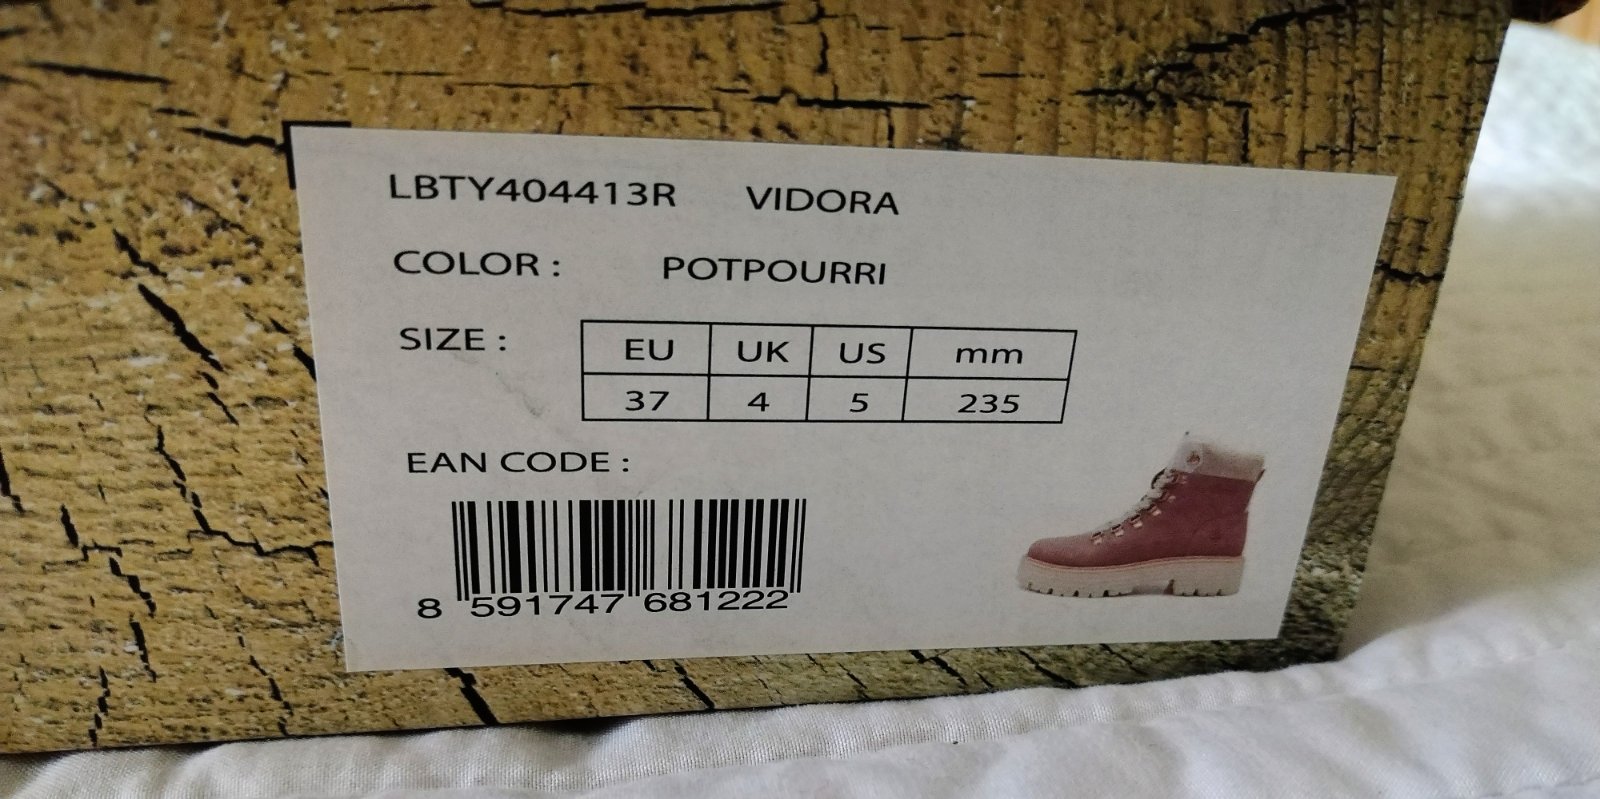 LBTY404413R VIDORA
COLOR : POTPOURRI
SIZE :
EU UK US mm
37 4 5 235
EAN CODE :
8 591747 681222